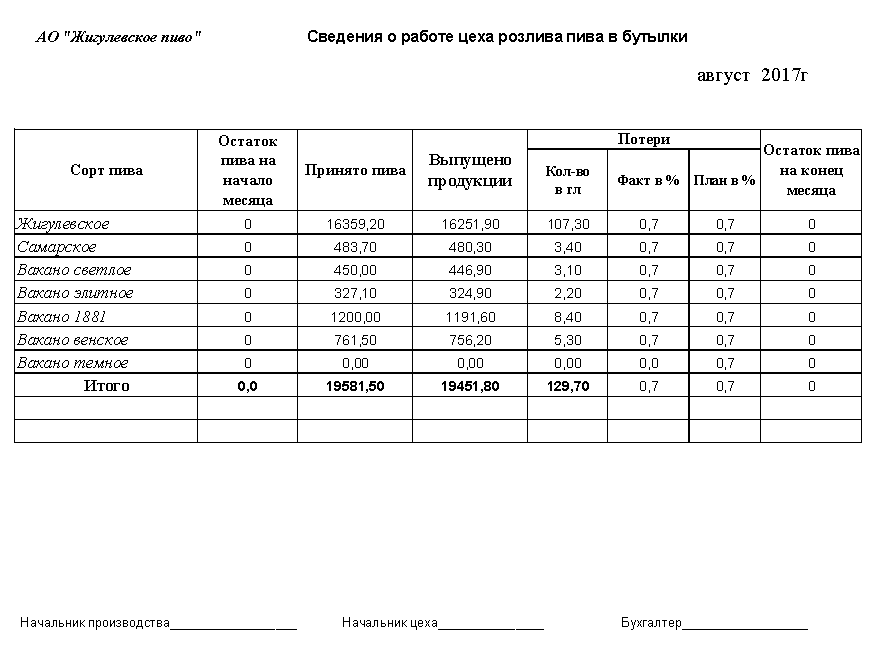 АО "Жигулевское пиво" Сведения о работе цеха розлива пива в бутылки
август 2017г
Сорт пива Остаток пива на начало месяца Принято пива Выпущено продукции Потери Остаток пива на конец месяца
Кол-во в гл Факт в % План в %
Жигулевское 0 16359,20 16251,90 107,30 0,7 0,7 0
Самарское 0 483,70 480,30 3,40 0,7 0,7 0
Вакано светлое 0 450,00 446,90 3,10 0,7 0,7 0
Вакано элитное 0 327,10 324,90 2,20 0,7 0,7 0
Вакано 1881 0 1200,00 1191,60 8,40 0,7 0,7 0
Вакано венское 0 761,50 756,20 5,30 0,7 0,7 0
Вакано темное 0 0,00 0,00 0,00 0,0 0,7 0
Итого 0,0 19581,50 19451,80 129,70 0,7 0,7 0
Начальник производства__________________ Начальник цеха_______________ Бухгалтер__________________